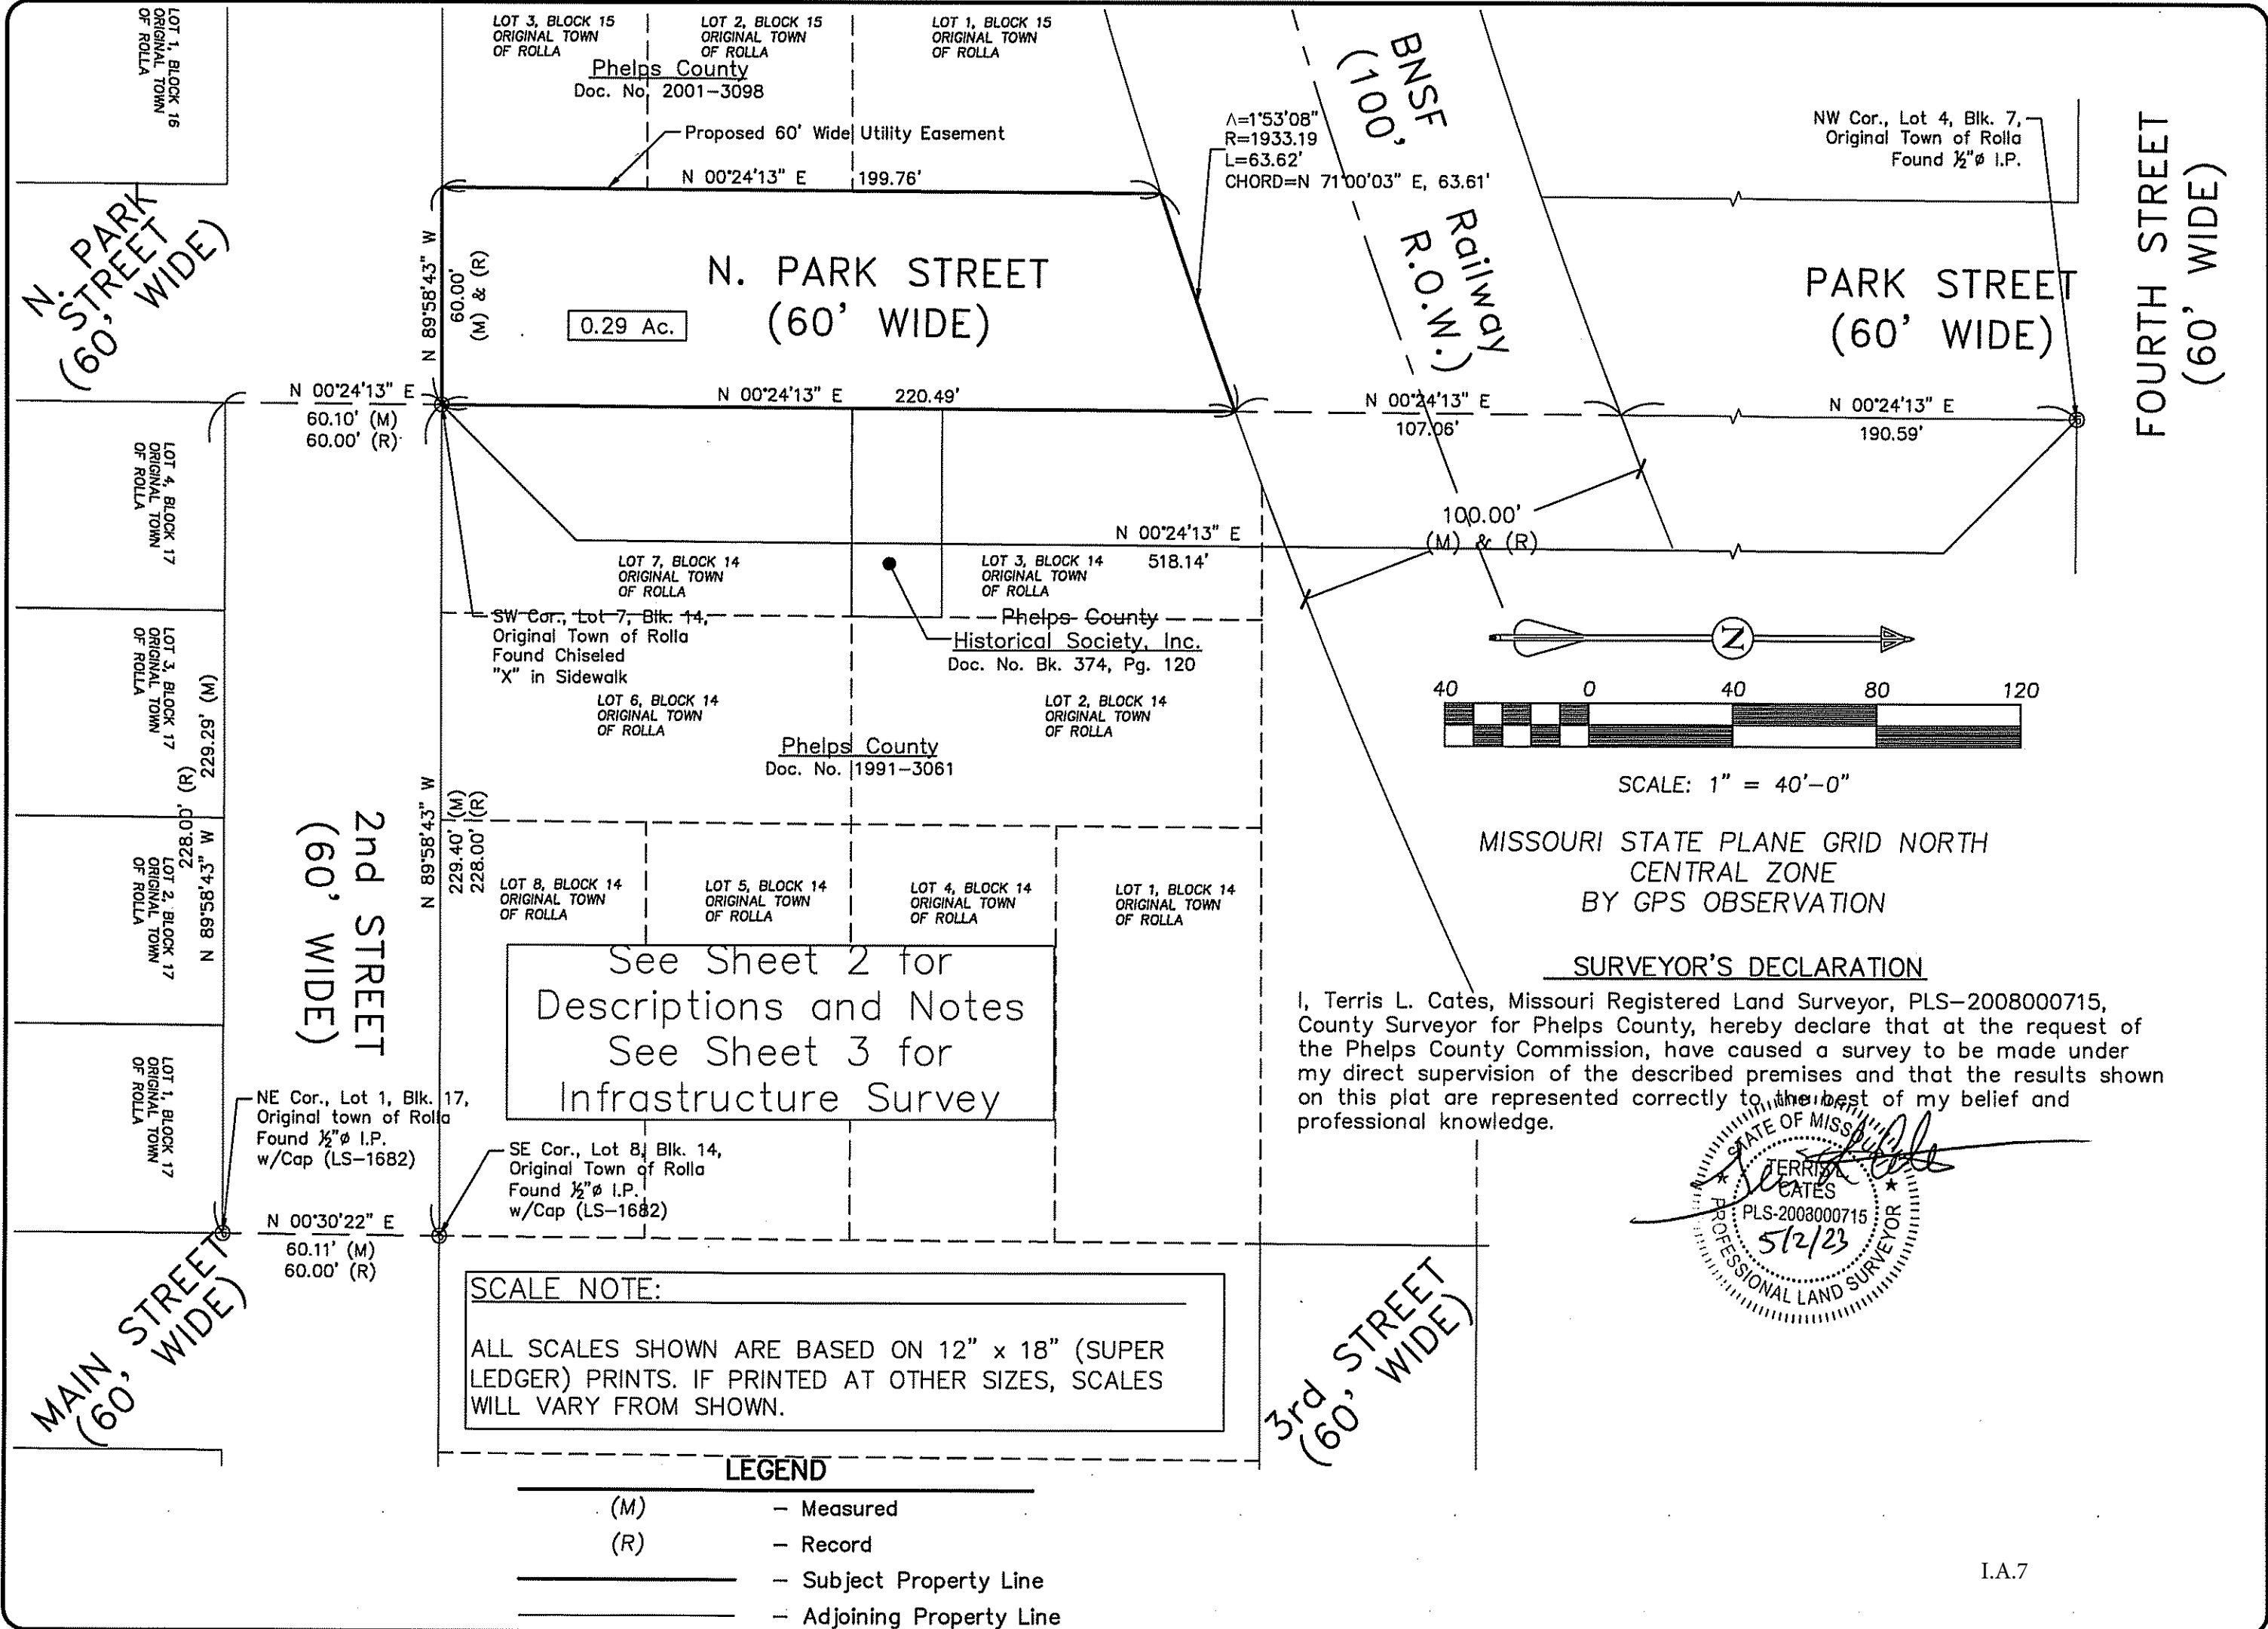 LOT 1, BLOCK 16
ORIGINAL TOWN
OF ROLLA
LOT 3, BLOCK 15
ORIGINAL TOWN
OF ROLLA
LOT 2, BLOCK 15
ORIGINAL TOWN
OF ROLLA
LOT 1, BLOCK 15
ORIGINAL TOWN
OF ROLLA
Phelps County
Doc. No. 2001-3098
Proposed 60' Wide Utility Easement
N 00°24'13" E 199.76'
BNSF Railway
(100' R.O.W.)
Λ=1°53'08"
R=1933.19
L=63.62'
CHORD=N 71°00'03" E, 63.61'
NW Cor., Lot 4, Blk. 7,
Original Town of Rolla
Found ½"ø I.P.
FOURTH STREET
(60' WIDE)
N. PARK
STREET
(60' WIDE)
N 89°58'43" W
60.00'
(M) & (R)
N. PARK STREET
(60' WIDE)
0.29 Ac.
PARK STREET
(60' WIDE)
N 00°24'13" E
60.10' (M)
60.00' (R)
N 00°24'13" E 220.49'
N 00°24'13" E
107.06'
N 00°24'13" E
190.59'
LOT 4, BLOCK 17
ORIGINAL TOWN
OF ROLLA
100.00'
(M) & (R)
N 00°24'13" E
518.14'
LOT 7, BLOCK 14
ORIGINAL TOWN
OF ROLLA
LOT 3, BLOCK 14
ORIGINAL TOWN
OF ROLLA
SW Cor., Lot 7, Blk. 14,
Original Town of Rolla
Found Chiseled
"X" in Sidewalk
Phelps County
Historical Society, Inc.
Doc. No. Bk. 374, Pg. 120
N
LOT 3, BLOCK 17
ORIGINAL TOWN
OF ROLLA
229.29' (M)
228.00' (R)
N 89°58'43" W
LOT 6, BLOCK 14
ORIGINAL TOWN
OF ROLLA
LOT 2, BLOCK 14
ORIGINAL TOWN
OF ROLLA
Phelps County
Doc. No. 1991-3061
40 0 40 80 120
SCALE: 1" = 40'-0"
MISSOURI STATE PLANE GRID NORTH
CENTRAL ZONE
BY GPS OBSERVATION
LOT 2, BLOCK 17
ORIGINAL TOWN
OF ROLLA
2nd STREET
(60' WIDE)
N 89°58'43" W
229.40' (M)
228.00' (R)
LOT 8, BLOCK 14
ORIGINAL TOWN
OF ROLLA
LOT 5, BLOCK 14
ORIGINAL TOWN
OF ROLLA
LOT 4, BLOCK 14
ORIGINAL TOWN
OF ROLLA
LOT 1, BLOCK 14
ORIGINAL TOWN
OF ROLLA
See Sheet 2 for
Descriptions and Notes
See Sheet 3 for
Infrastructure Survey
SURVEYOR'S DECLARATION
I, Terris L. Cates, Missouri Registered Land Surveyor, PLS-2008000715,
County Surveyor for Phelps County, hereby declare that at the request of
the Phelps County Commission, have caused a survey to be made under
my direct supervision of the described premises and that the results shown
on this plat are represented correctly to the best of my belief and
professional knowledge.
STATE OF MISSOURI
TERRIS L.
CATES
PLS-2008000715
5/2/23
PROFESSIONAL LAND SURVEYOR
LOT 1, BLOCK 17
ORIGINAL TOWN
OF ROLLA
NE Cor., Lot 1, Blk. 17,
Original town of Rolla
Found ½"ø I.P.
w/Cap (LS-1682)
SE Cor., Lot 8, Blk. 14,
Original Town of Rolla
Found ½"ø I.P.
w/Cap (LS-1682)
N 00°30'22" E
60.11' (M)
60.00' (R)
MAIN STREET
(60' WIDE)
SCALE NOTE:
ALL SCALES SHOWN ARE BASED ON 12" x 18" (SUPER
LEDGER) PRINTS. IF PRINTED AT OTHER SIZES, SCALES
WILL VARY FROM SHOWN.
3rd STREET
(60' WIDE)
LEGEND
(M) - Measured
(R) - Record
- Subject Property Line
- Adjoining Property Line
I.A.7